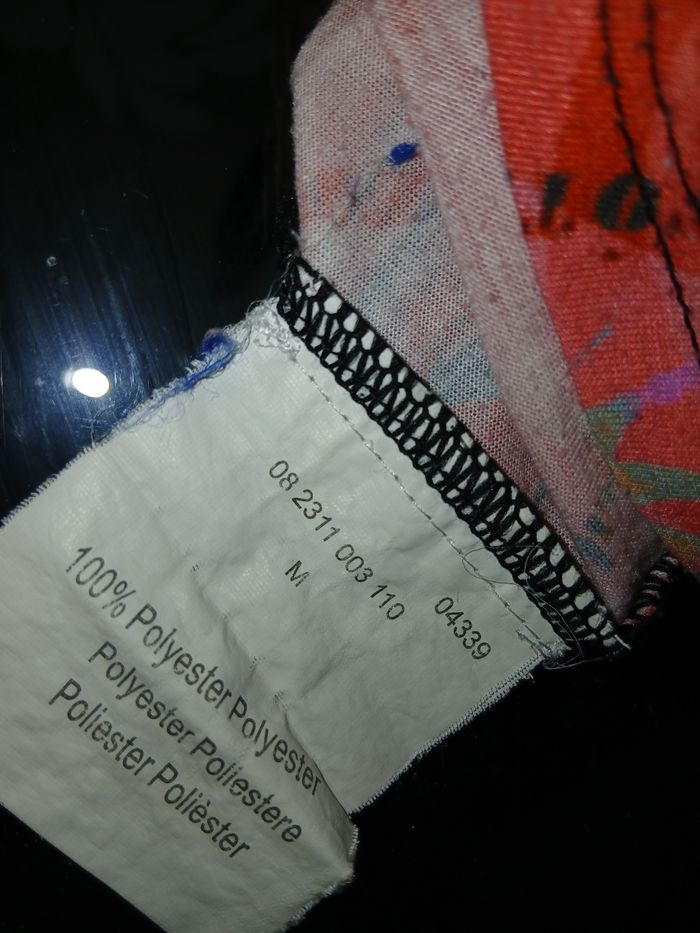 08 2311 003 110 04339
M
100% Polyester Polyester
Polyester Poliestere
Poliester Polièster